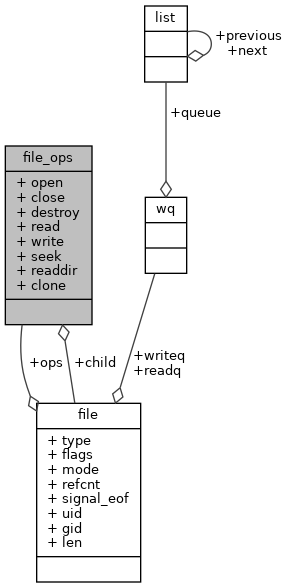 list
+previous
+next
+queue
file_ops
+ open
+ close
+ destroy
+ read
+ write
+ seek
+ readdir
+ clone
wq
+ops
+child
+writeq
+readq
file
+ type
+ flags
+ mode
+ refcnt
+ signal_eof
+ uid
+ gid
+ len